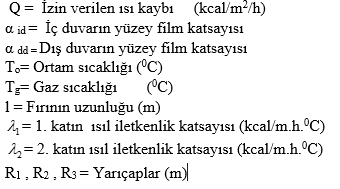 Q = İzin verilen ısı kaybı (kcal/m²/h)
α id = İç duvarın yüzey film katsayısı
α dd = Dış duvarın yüzey film katsayısı
To= Ortam sıcaklığı (⁰C)
Tg= Gaz sıcaklığı (⁰C)
l = Fırının uzunluğu (m)
λ1 = 1. katın ısıl iletkenlik katsayısı (kcal/m.h.⁰C)
λ2 = 2. katın ısıl iletkenlik katsayısı (kcal/m.h.⁰C)
R1 , R2 , R3 = Yarıçaplar (m)